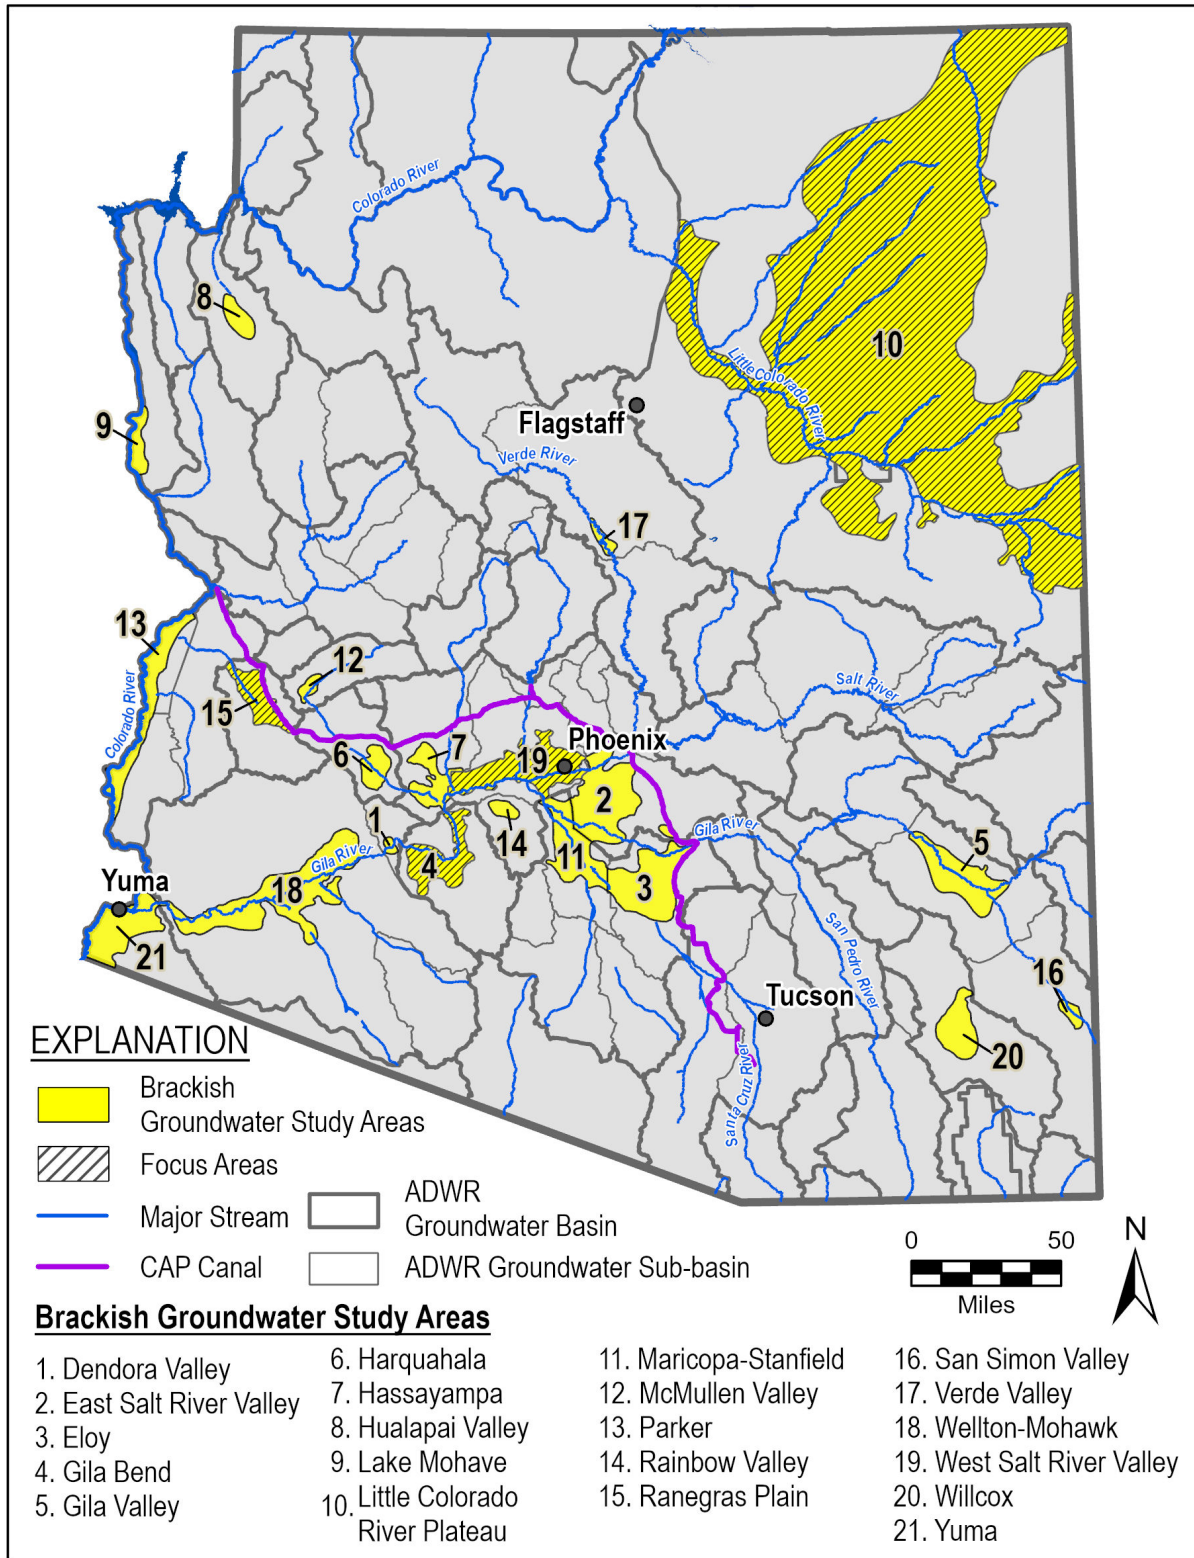 Colorado River
8
10
Little Colorado River
9
Flagstaff
Verde River
17
13
12
Salt River
15
Colorado River
Phoenix
6
7
19
2
1
Gila River
5
14
11
Gila River
4
3
18
Yuma
21
San Pedro River
16
Tucson
20
Santa Cruz River
EXPLANATION
Brackish
Groundwater Study Areas
Focus Areas
Major Stream
CAP Canal
ADWR
Groundwater Basin
ADWR Groundwater Sub-basin
0 50
Miles
N
Brackish Groundwater Study Areas
1. Dendora Valley
2. East Salt River Valley
3. Eloy
4. Gila Bend
5. Gila Valley
6. Harquahala
7. Hassayampa
8. Hualapai Valley
9. Lake Mohave
10. Little Colorado
River Plateau
11. Maricopa-Stanfield
12. McMullen Valley
13. Parker
14. Rainbow Valley
15. Ranegras Plain
16. San Simon Valley
17. Verde Valley
18. Wellton-Mohawk
19. West Salt River Valley
20. Willcox
21. Yuma